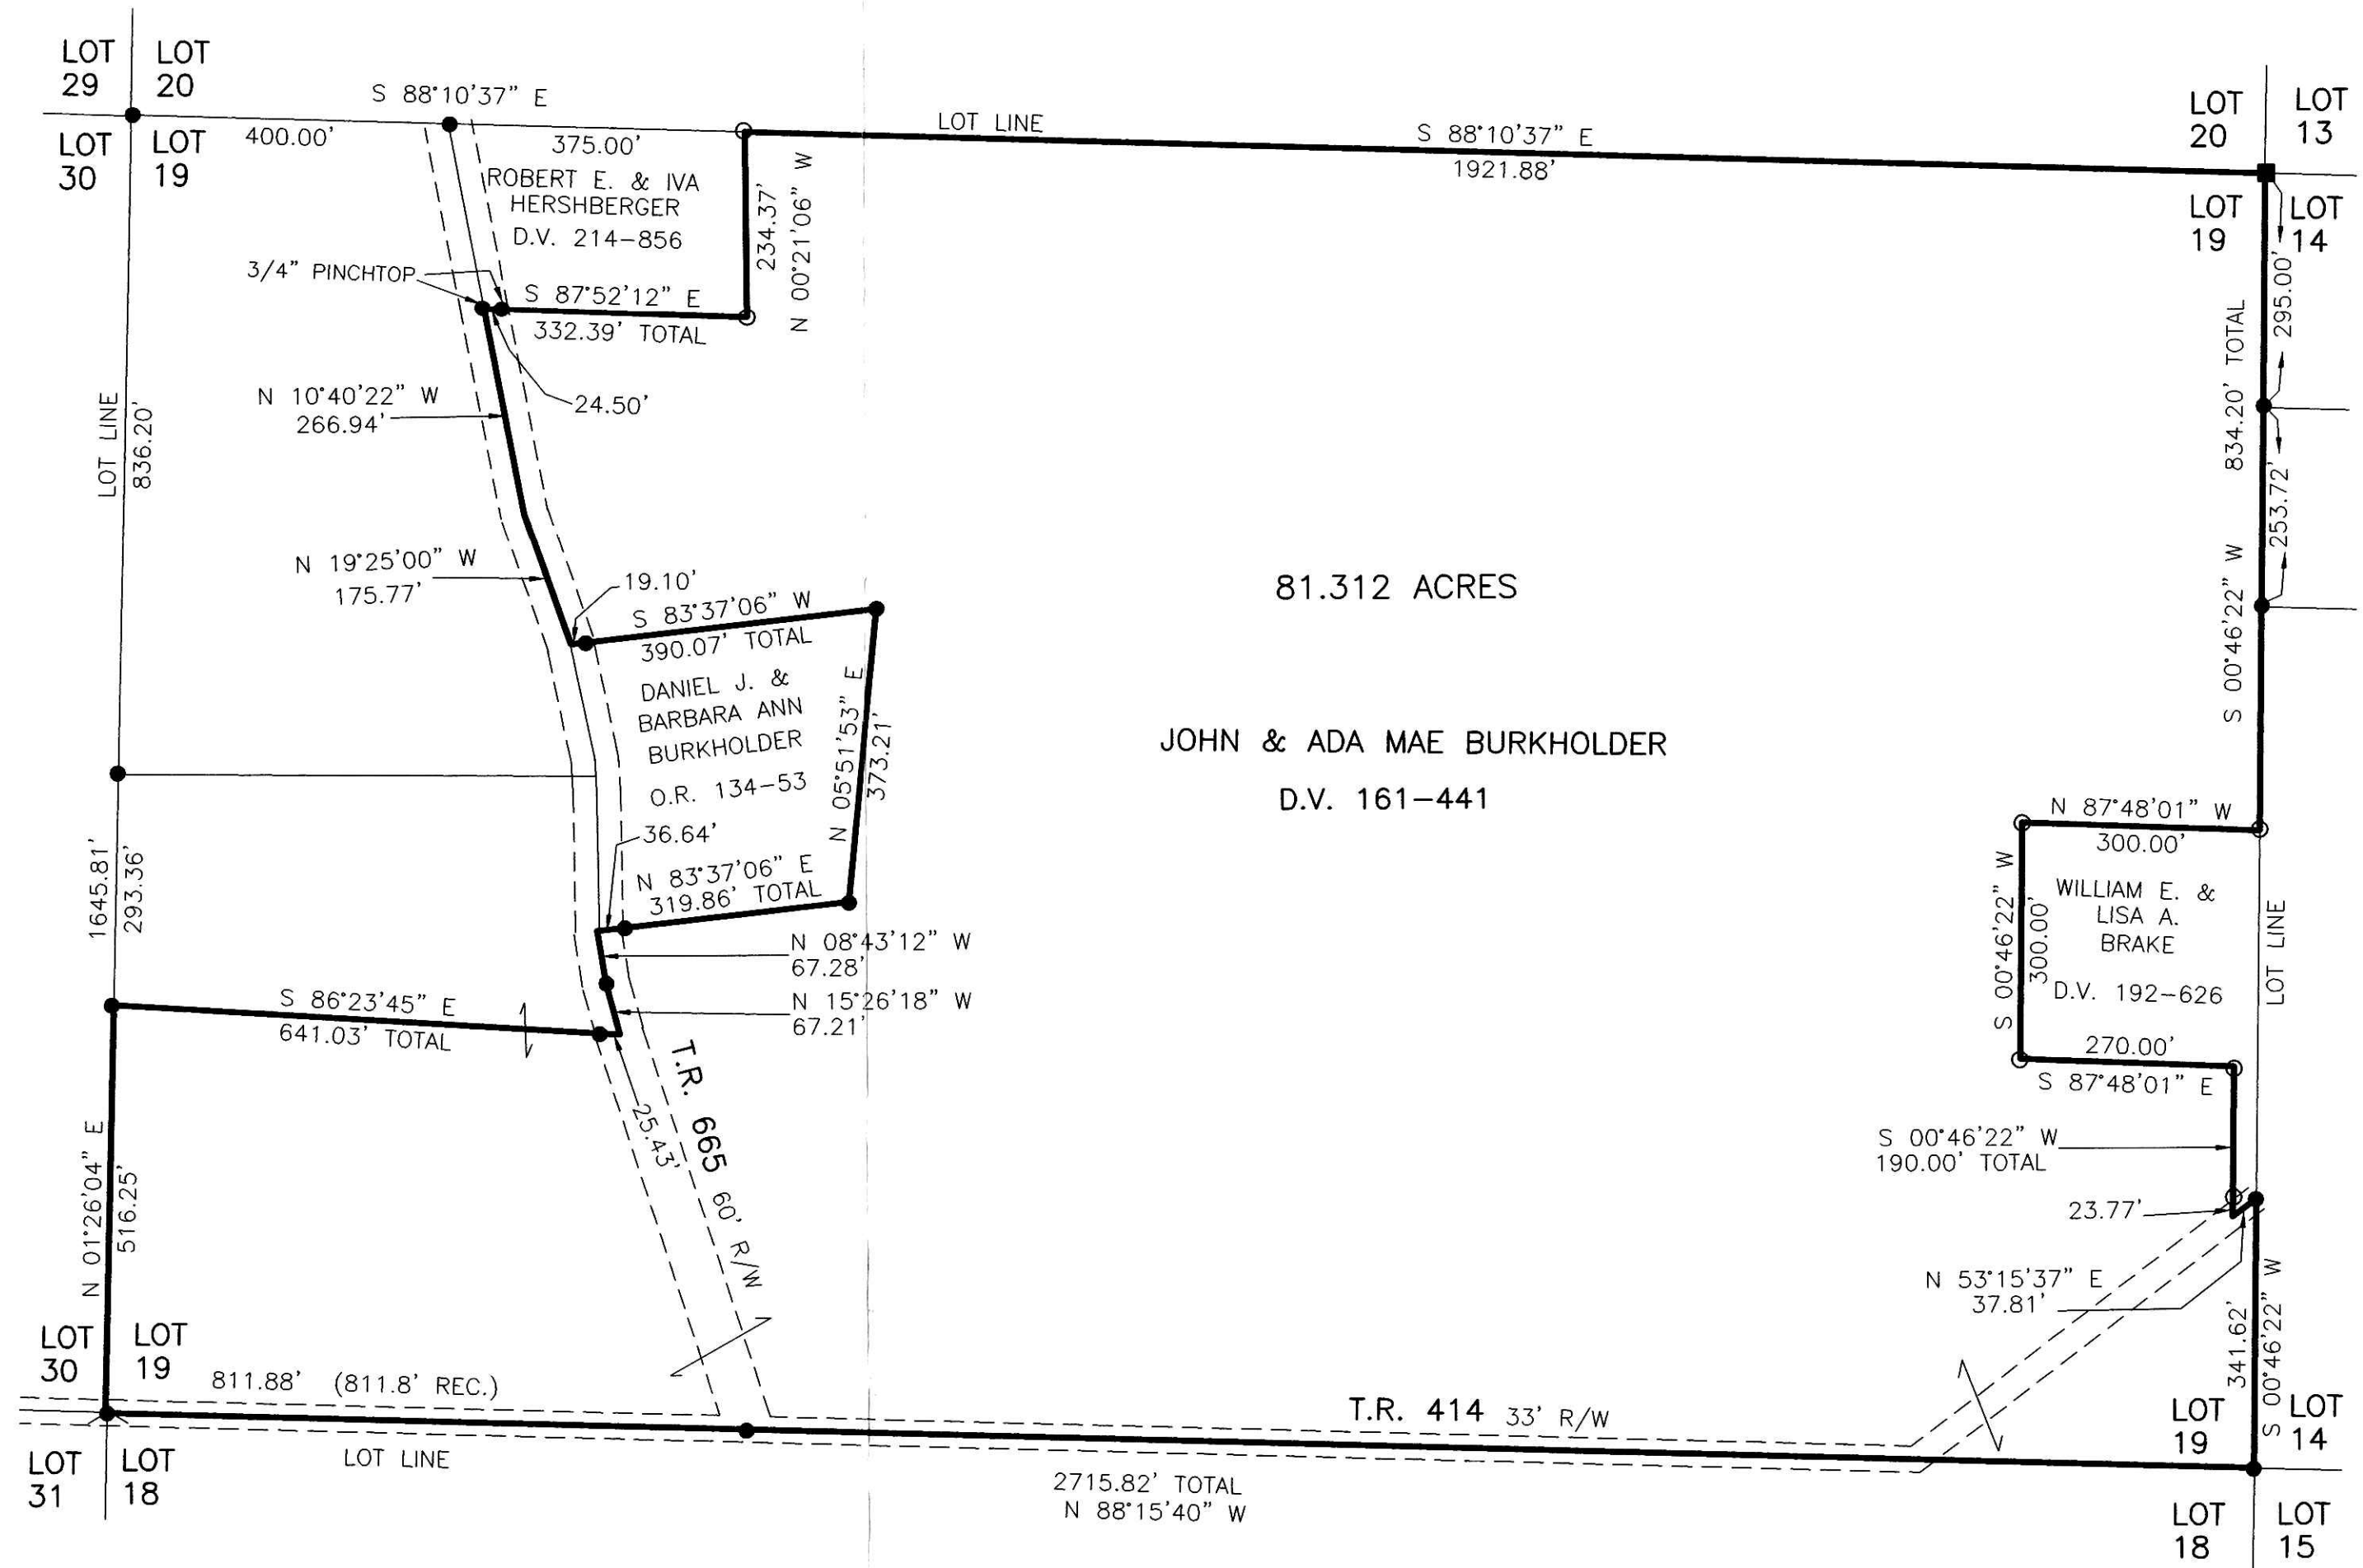 LOT
29
LOT
20
S 88°10'37" E
LOT
30
LOT
19
400.00'
375.00'
LOT LINE
S 88°10'37" E
1921.88'
LOT
20
LOT
13
LOT
19
LOT
14
ROBERT E. & IVA
HERSHBERGER
D.V. 214-856
234.37'
N 00°21'06" W
3/4" PINCHTOP
S 87°52'12" E
332.39' TOTAL
24.50'
N 10°40'22" W
266.94'
LOT LINE
836.20'
295.00'
834.20' TOTAL
S 00°46'22" W
253.72'
N 19°25'00" W
175.77'
19.10'
S 83°37'06" W
390.07' TOTAL
DANIEL J. &
BARBARA ANN
BURKHOLDER
O.R. 134-53
N 05°51'53" E
373.21'
81.312 ACRES
JOHN & ADA MAE BURKHOLDER
D.V. 161-441
36.64'
N 83°37'06" E
319.86' TOTAL
1645.81'
293.36'
N 08°43'12" W
67.28'
N 15°26'18" W
67.21'
N 87°48'01" W
300.00'
S 00°46'22" W
300.00'
WILLIAM E. &
LISA A.
BRAKE
D.V. 192-626
LOT LINE
270.00'
S 87°48'01" E
S 86°23'45" E
641.03' TOTAL
25.43'
T.R. 665 60' R/W
S 00°46'22" W
190.00' TOTAL
23.77'
N 53°15'37" E
37.81'
341.62'
S 00°46'22" W
N 01°26'04" E
516.25'
LOT
30
LOT
19
811.88' (811.8' REC.)
T.R. 414 33' R/W
LOT
19
LOT
14
LOT
31
LOT
18
LOT LINE
2715.82' TOTAL
N 88°15'40" W
LOT
18
LOT
15